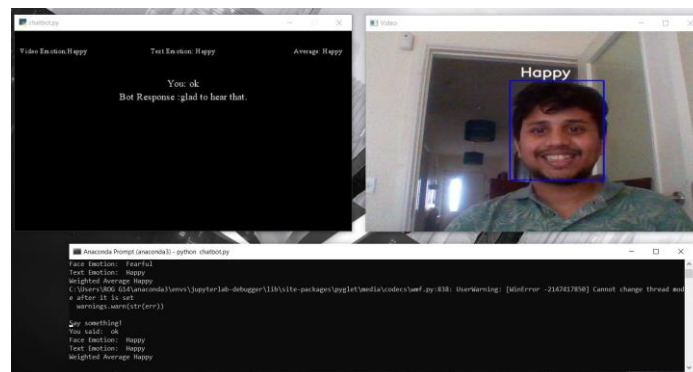 chatbot.py
Video Emotion:Happy Text Emotion: Happy Average: Happy
You: ok
Bot Response :glad to hear that.
Video
Happy
Anaconda Prompt (anaconda3) - python chatbot.py
Face Emotion: Fearful
Text Emotion: Happy
Weighted Average Happy
C:\Users\ROG G14\anaconda3\envs\jupyterlab-debugger\lib\site-packages\pyglet\media\codecs\wmf.py:838: UserWarning: [WinError -2147417850] Cannot change thread mod
e after it is set
warnings.warn(str(err))
Say something!
You said: ok
Face Emotion: Happy
Text Emotion: Happy
Weighted Average Happy